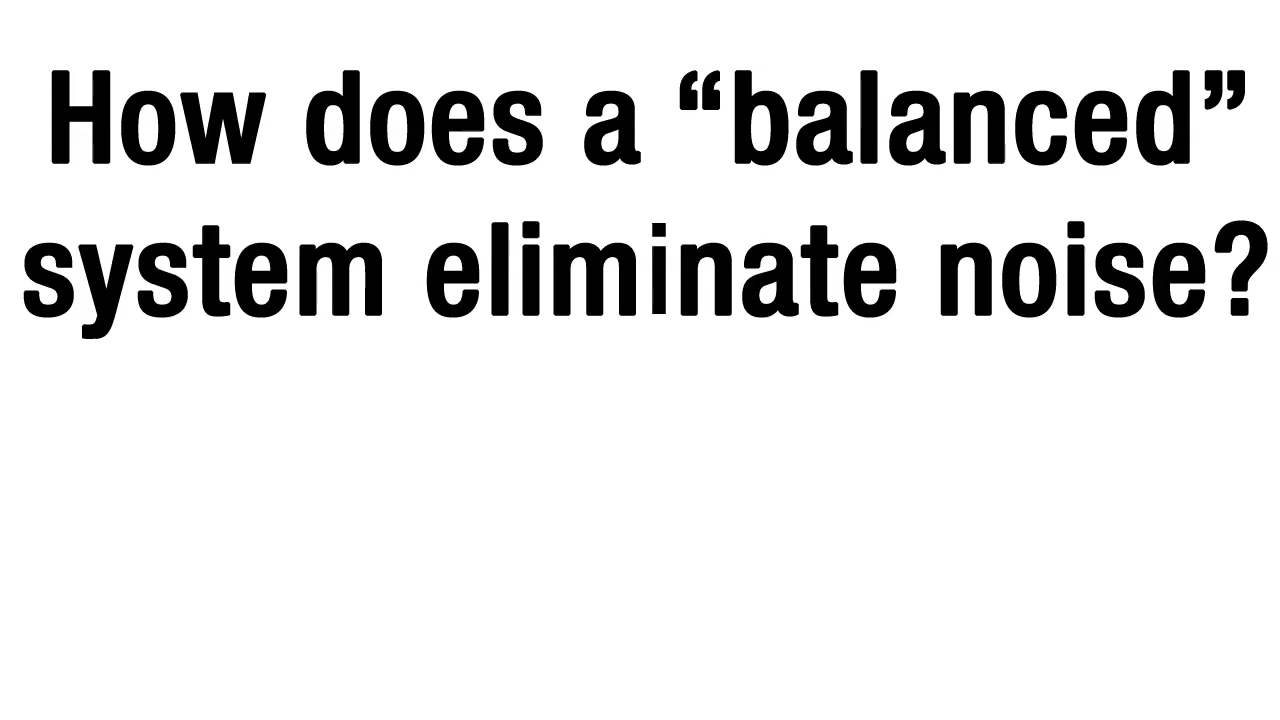 How does a “balanced”
system eliminate noise?